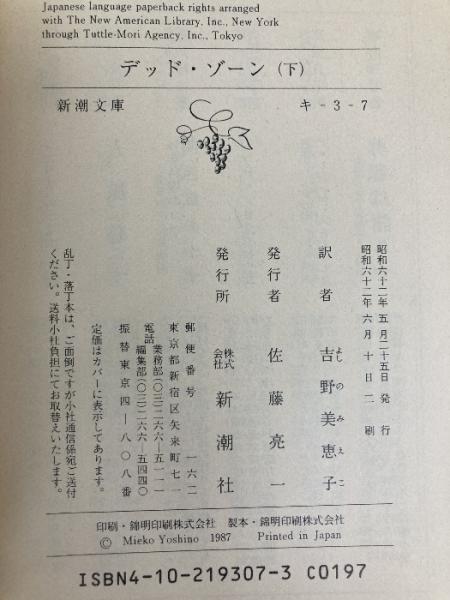 Japanese language paperback rights arranged
with The New American Library, Inc., New York
through Tuttle-Mori Agency, Inc., Tokyo
デッド・ゾーン(下)
新潮文庫
キ-3-7
昭和六十二年五月二十五日発行
昭和六十二年六月十日二刷
訳者 吉野美恵子
よしのみえこ
発行者 佐藤亮一
発行所 株式会社 新潮社
郵便番号 一六二
東京都新宿区矢来町七一
電話 業務部(〇三)二六六-五一一一
編集部(〇三)二六六-五四四〇
振替東京四-八〇八番
定価はカバーに表示してあります。
乱丁・落丁本は、ご面倒ですが小社通信係宛ご送付
ください。送料小社負担にてお取替えいたします。
印刷・錦明印刷株式会社 製本・錦明印刷株式会社
© Mieko Yoshino 1987 Printed in Japan
ISBN4-10-219307-3 C0197